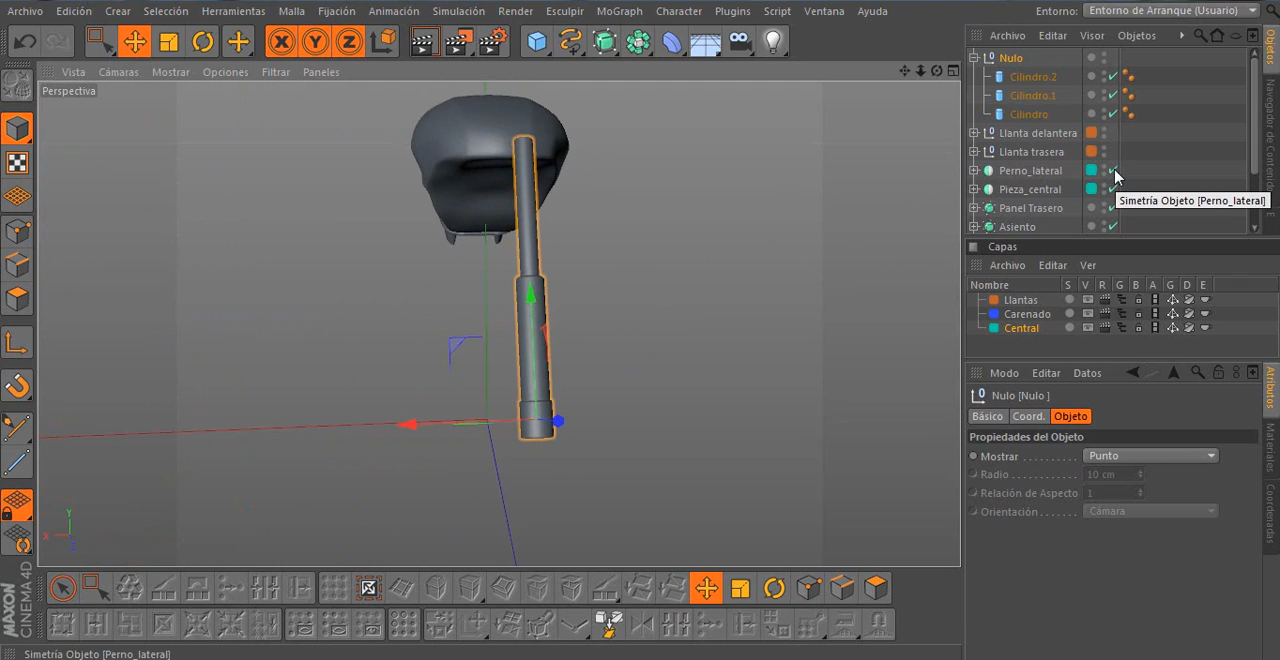 Archivo Edición Crear Selección Herramientas Malla Fijación Animación Simulación Render Esculpir MoGraph Character Plugins Script Ventana Ayuda Entorno: Entorno de Arranque (Usuario)
Archivo Editar Visor Objetos
Vista Cámaras Mostrar Opciones Filtrar Paneles
Perspectiva
Nulo
Cilindro.2
Cilindro.1
Cilindro
Llanta delantera
Llanta trasera
Perno_lateral
Pieza_central
Simetría Objeto [Perno_lateral]
Panel Trasero
Asiento
Objetos
Navegador de Contenido
Capas
Archivo Editar Ver
Nombre S V R G B A G D E
Llantas
Carenado
Central
Modo Editar Datos
Nulo [Nulo ]
Básico Coord. Objeto
Propiedades del Objeto
Mostrar . . . . . . . . . . Punto
Radio . . . . . . . . . . . . 10 cm
Relación de Aspecto 1
Orientación . . . . . . . Cámara
Atributos
Materiales
Coordenadas
X Y Z
Y
X
Z
MAXON
CINEMA 4D
Simetría Objeto [Perno_lateral]